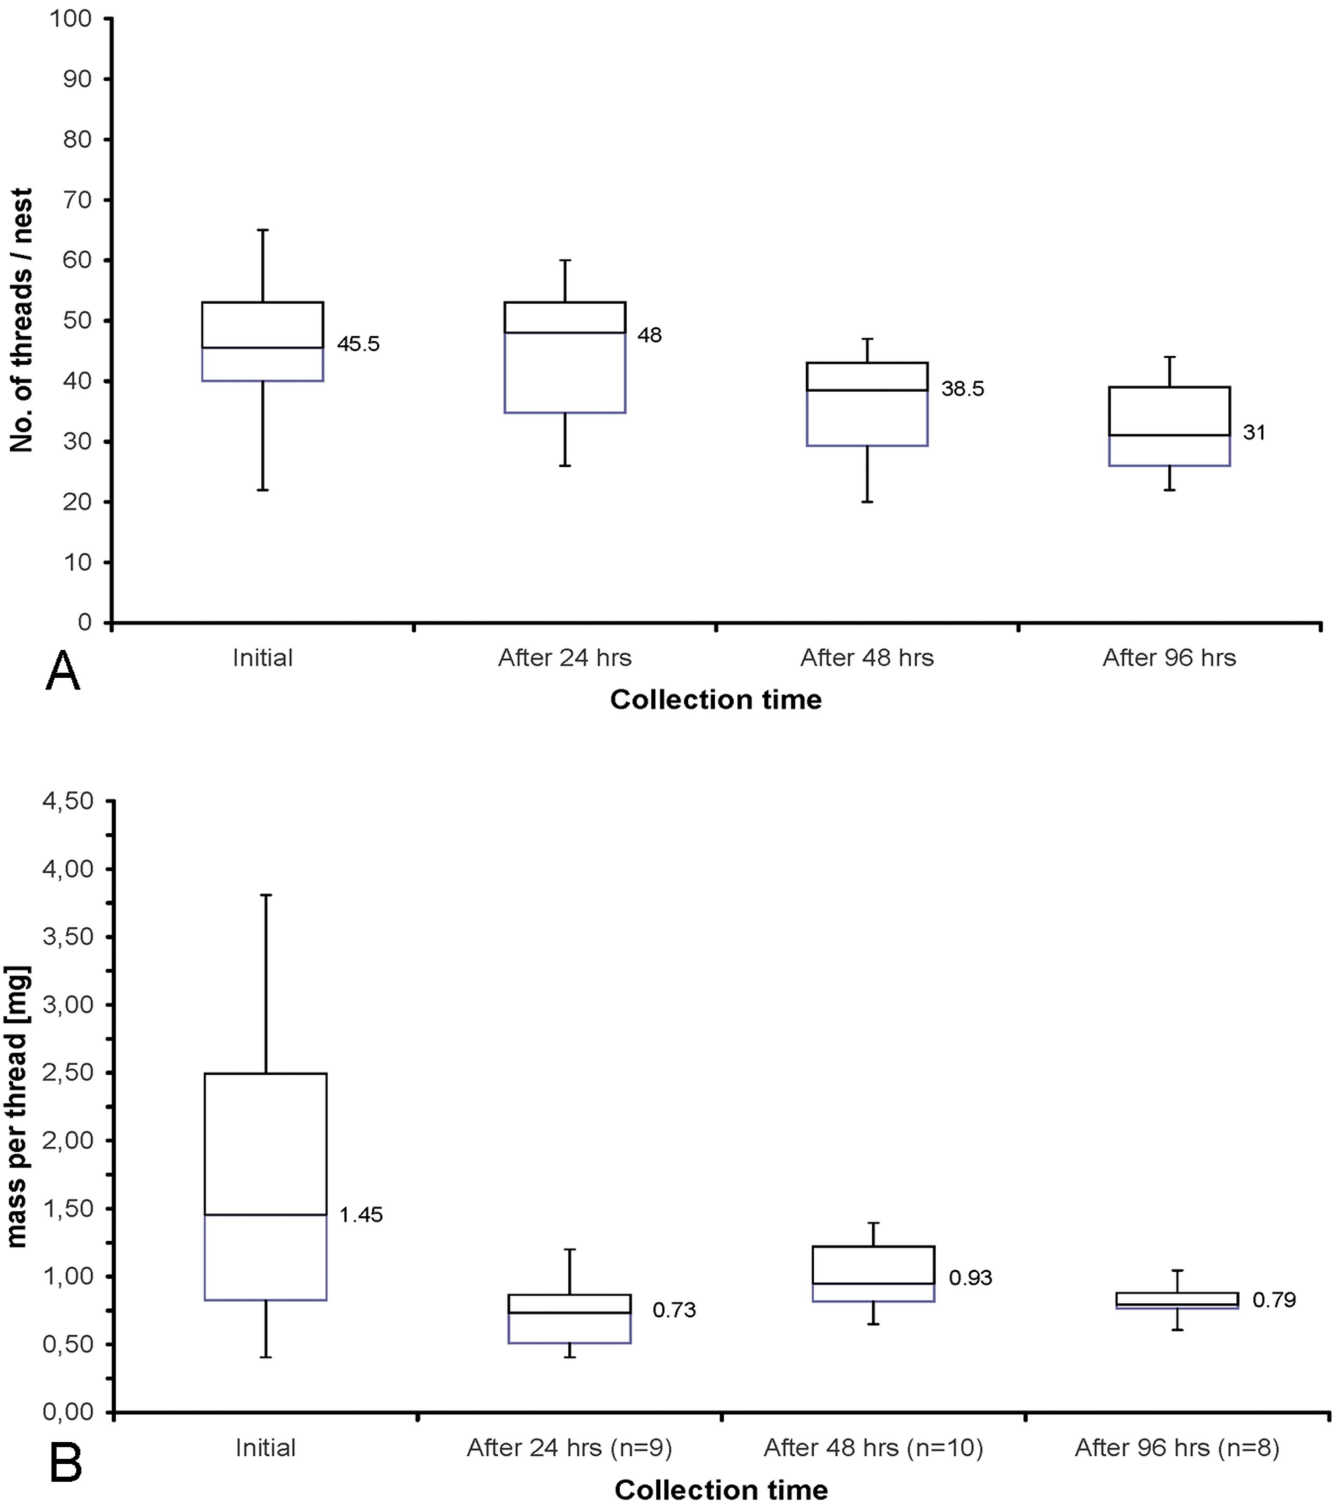 100
90
80
70
60
50
40
30
20
10
0
No. of threads / nest
45.5
48
38.5
31
Initial
After 24 hrs
After 48 hrs
After 96 hrs
A
Collection time
4,50
4,00
3,50
3,00
2,50
2,00
1,50
1,00
0,50
0,00
mass per thread [mg]
1.45
0.73
0.93
0.79
Initial
After 24 hrs (n=9)
After 48 hrs (n=10)
After 96 hrs (n=8)
B
Collection time